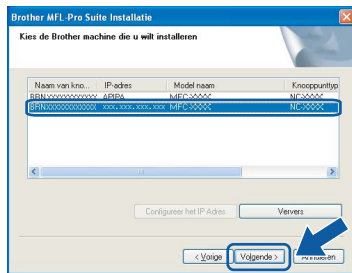 Brother MFL-Pro Suite Installatie
Kies de Brother machine die u wilt installeren
Naam van kno... IP-adres Model naam Knooppunttyp
BRNXXXXXXXXXXXX APIPA MFC-XXXX NC-XXXX
BRNXXXXXXXXXXXX xxx.xxx.xxx.xxx MFC-XXXX NC-XXXX
Configureer het IP Adres. Ververs
< Vorige Volgende > Annuleren